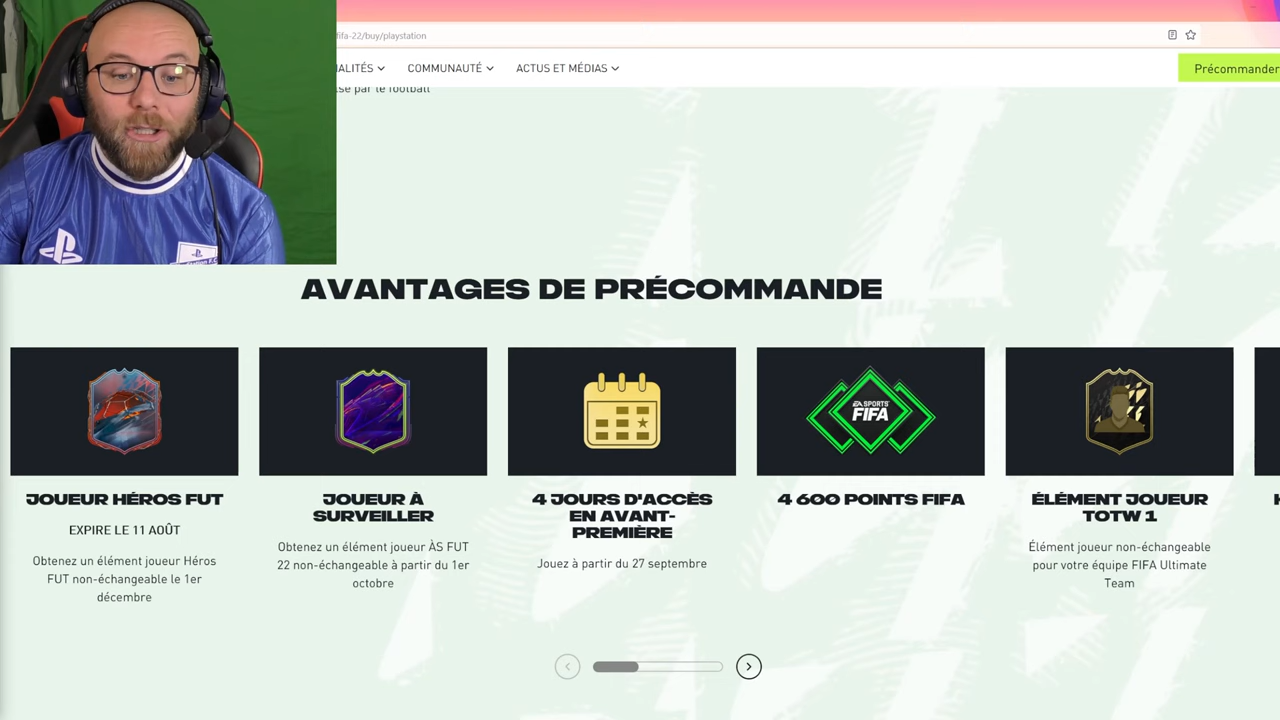 fifa-22/buy/playstation
ALITÉS
COMMUNAUTÉ
ACTUS ET MÉDIAS
Précommander
par le football
AVANTAGES DE PRÉCOMMANDE
EA SPORTS
FIFA
JOUEUR HÉROS FUT
EXPIRE LE 11 AOÛT
Obtenez un élément joueur Héros
FUT non-échangeable le 1er
décembre
JOUEUR À
SURVEILLER
Obtenez un élément joueur ÀS FUT
22 non-échangeable à partir du 1er
octobre
4 JOURS D'ACCÈS
EN AVANT-
PREMIÈRE
Jouez à partir du 27 septembre
4 600 POINTS FIFA
ÉLÉMENT JOUEUR
TOTW 1
Élément joueur non-échangeable
pour votre équipe FIFA Ultimate
Team